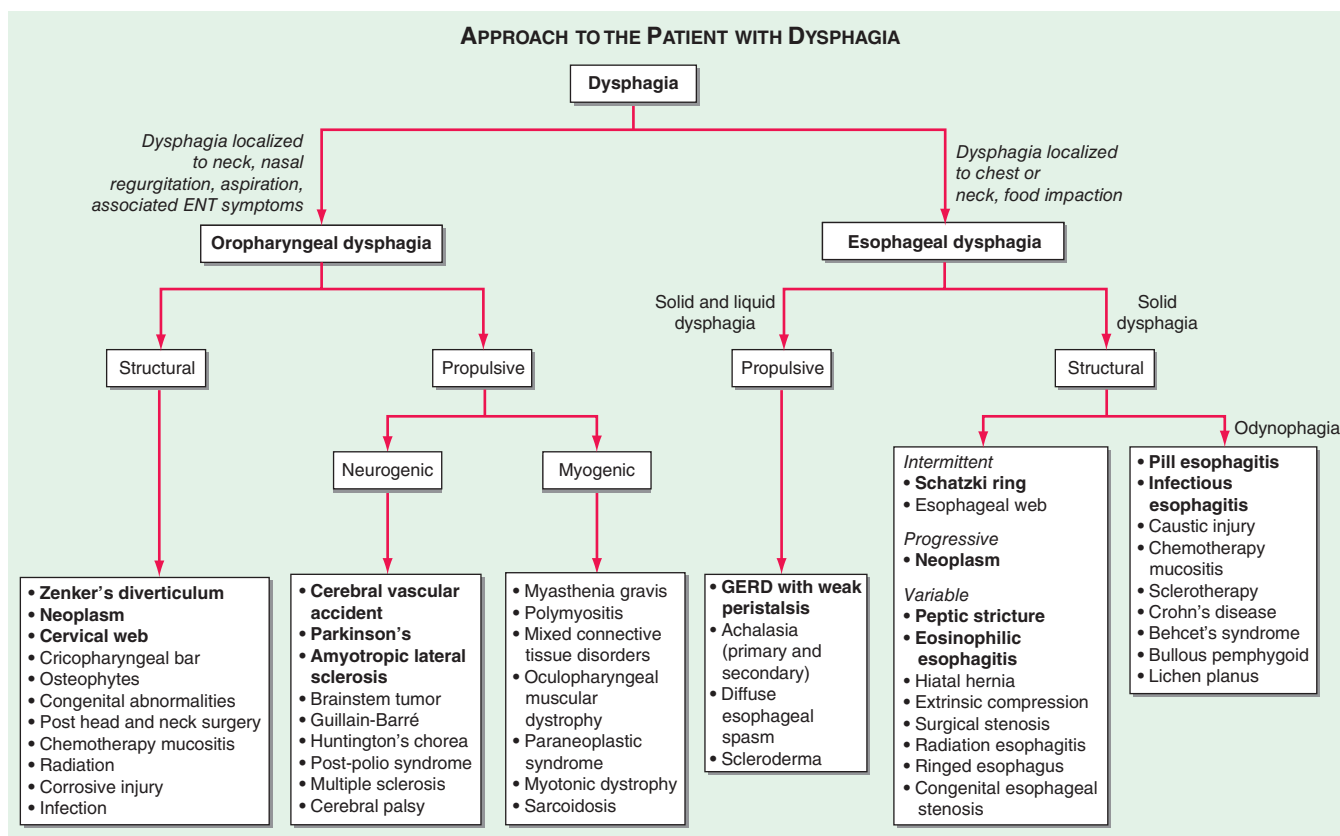 APPROACH TO THE PATIENT WITH DYSPHAGIA
Dysphagia
Dysphagia localized
to neck, nasal
regurgitation, aspiration,
associated ENT symptoms
Dysphagia localized
to chest or
neck, food impaction
Oropharyngeal dysphagia
Esophageal dysphagia
Solid and liquid
dysphagia
Solid
dysphagia
Structural
Propulsive
Propulsive
Structural
Odynophagia
Neurogenic
Myogenic
• Zenker's diverticulum
• Neoplasm
• Cervical web
• Cricopharyngeal bar
• Osteophytes
• Congenital abnormalities
• Post head and neck surgery
• Chemotherapy mucositis
• Radiation
• Corrosive injury
• Infection
• Cerebral vascular
accident
• Parkinson's
• Amyotropic lateral
sclerosis
• Brainstem tumor
• Guillain-Barré
• Huntington's chorea
• Post-polio syndrome
• Multiple sclerosis
• Cerebral palsy
• Myasthenia gravis
• Polymyositis
• Mixed connective
tissue disorders
• Oculopharyngeal
muscular
dystrophy
• Paraneoplastic
syndrome
• Myotonic dystrophy
• Sarcoidosis
• GERD with weak
peristalsis
• Achalasia
(primary and
secondary)
• Diffuse
esophageal
spasm
• Scleroderma
Intermittent
• Schatzki ring
• Esophageal web
Progressive
• Neoplasm
Variable
• Peptic stricture
• Eosinophilic
esophagitis
• Hiatal hernia
• Extrinsic compression
• Surgical stenosis
• Radiation esophagitis
• Ringed esophagus
• Congenital esophageal
stenosis
• Pill esophagitis
• Infectious
esophagitis
• Caustic injury
• Chemotherapy
mucositis
• Sclerotherapy
• Crohn's disease
• Behcet's syndrome
• Bullous pemphygoid
• Lichen planus